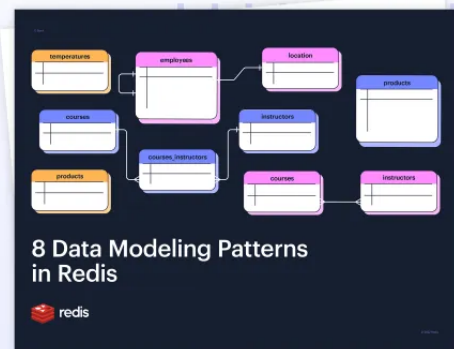 temperatures
employees
location
products
courses
instructors
courses_instructors
products
courses
instructors
8 Data Modeling Patterns
in Redis
redis